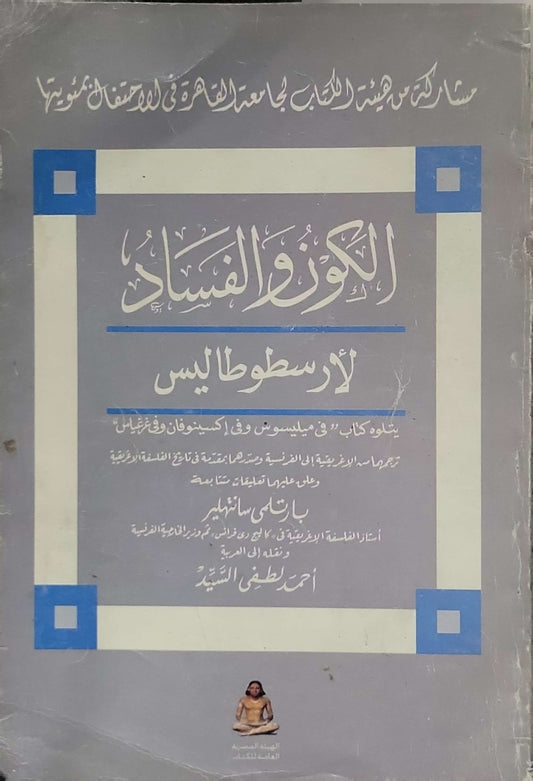 مشاركة من هيئة الكتاب لجامعة القاهرة فى الاحتفال بمئويتها
الكون والفساد
لأرسطوطاليس
يتلوه كتاب "فى ميليسوس وفى إكسينوفان وفى غرغياس"
ترجمهما من الإغريقية إلى الفرنسية وصدرهما بمقدمة فى تاريخ الفلسفة الإغريقية
وعلق عليهما تعليقات متتابعة
بارتلمى سانتهلير
أستاذ الفلسفة الإغريقية فى "كاليج دى فرانس" ثم وزير الخارجية الفرنسية
ونقله إلى العربية
أحمد لطفى السَّيِّد
الهيئة المصرية
العامة للكتاب